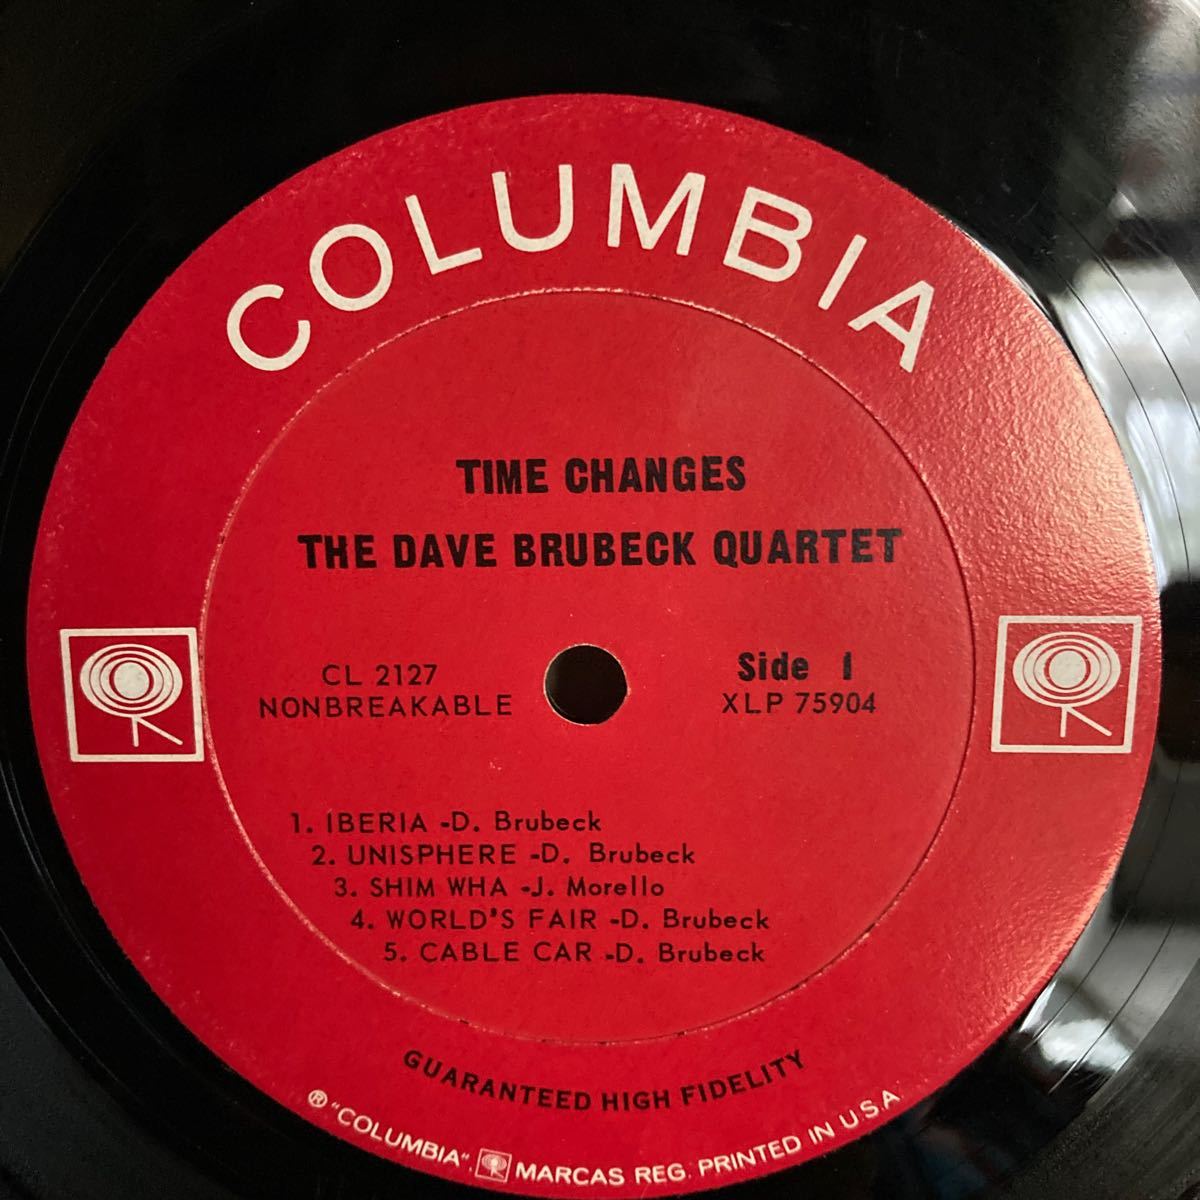 COLUMBIA
TIME CHANGES
THE DAVE BRUBECK QUARTET
CL 2127
NONBREAKABLE
Side 1
XLP 75904
1. IBERIA -D. Brubeck
2. UNISPHERE -D. Brubeck
3. SHIM WHA -J. Morello
4. WORLD'S FAIR -D. Brubeck
5. CABLE CAR -D. Brubeck
GUARANTEED HIGH FIDELITY
® "COLUMBIA", MARCAS REG. PRINTED IN U.S.A